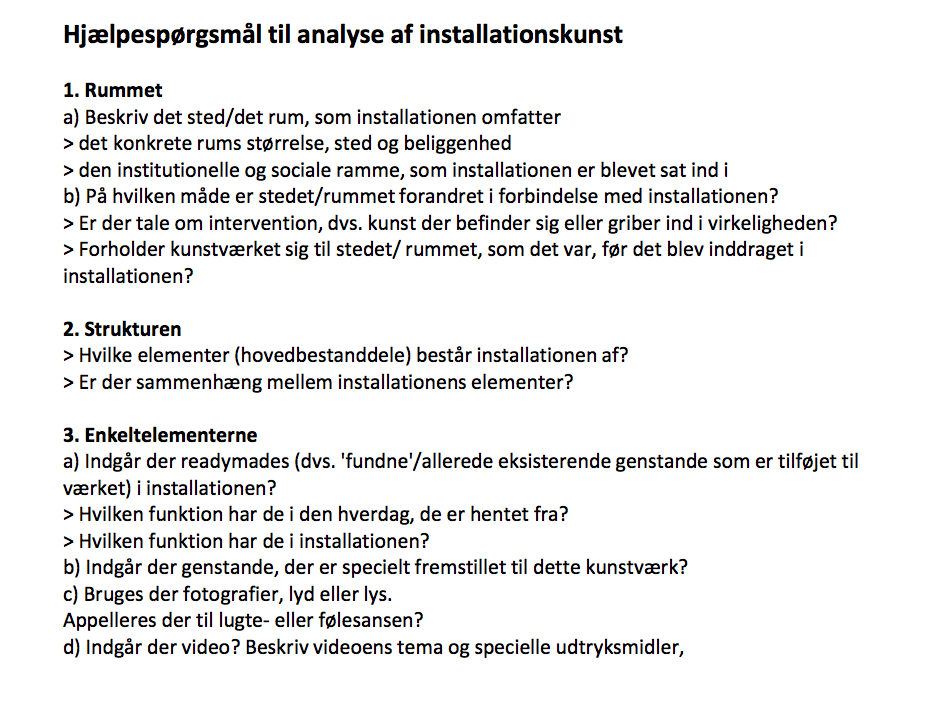 Hjælpespørgsmål til analyse af installationskunst
1. Rummet
a) Beskriv det sted/det rum, som installationen omfatter
> det konkrete rums størrelse, sted og beliggenhed
> den institutionelle og sociale ramme, som installationen er blevet sat ind i
b) På hvilken måde er stedet/rummet forandret i forbindelse med installationen?
> Er der tale om intervention, dvs. kunst der befinder sig eller griber ind i virkeligheden?
> Forholder kunstværket sig til stedet/ rummet, som det var, før det blev inddraget i
installationen?
2. Strukturen
> Hvilke elementer (hovedbestanddele) består installationen af?
> Er der sammenhæng mellem installationens elementer?
3. Enkeltelementerne
a) Indgår der readymades (dvs. 'fundne'/allerede eksisterende genstande som er tilføjet til
værket) i installationen?
> Hvilken funktion har de i den hverdag, de er hentet fra?
> Hvilken funktion har de i installationen?
b) Indgår der genstande, der er specielt fremstillet til dette kunstværk?
c) Bruges der fotografier, lyd eller lys.
Appelleres der til lugte- eller følesansen?
d) Indgår der video? Beskriv videoens tema og specielle udtryksmidler,